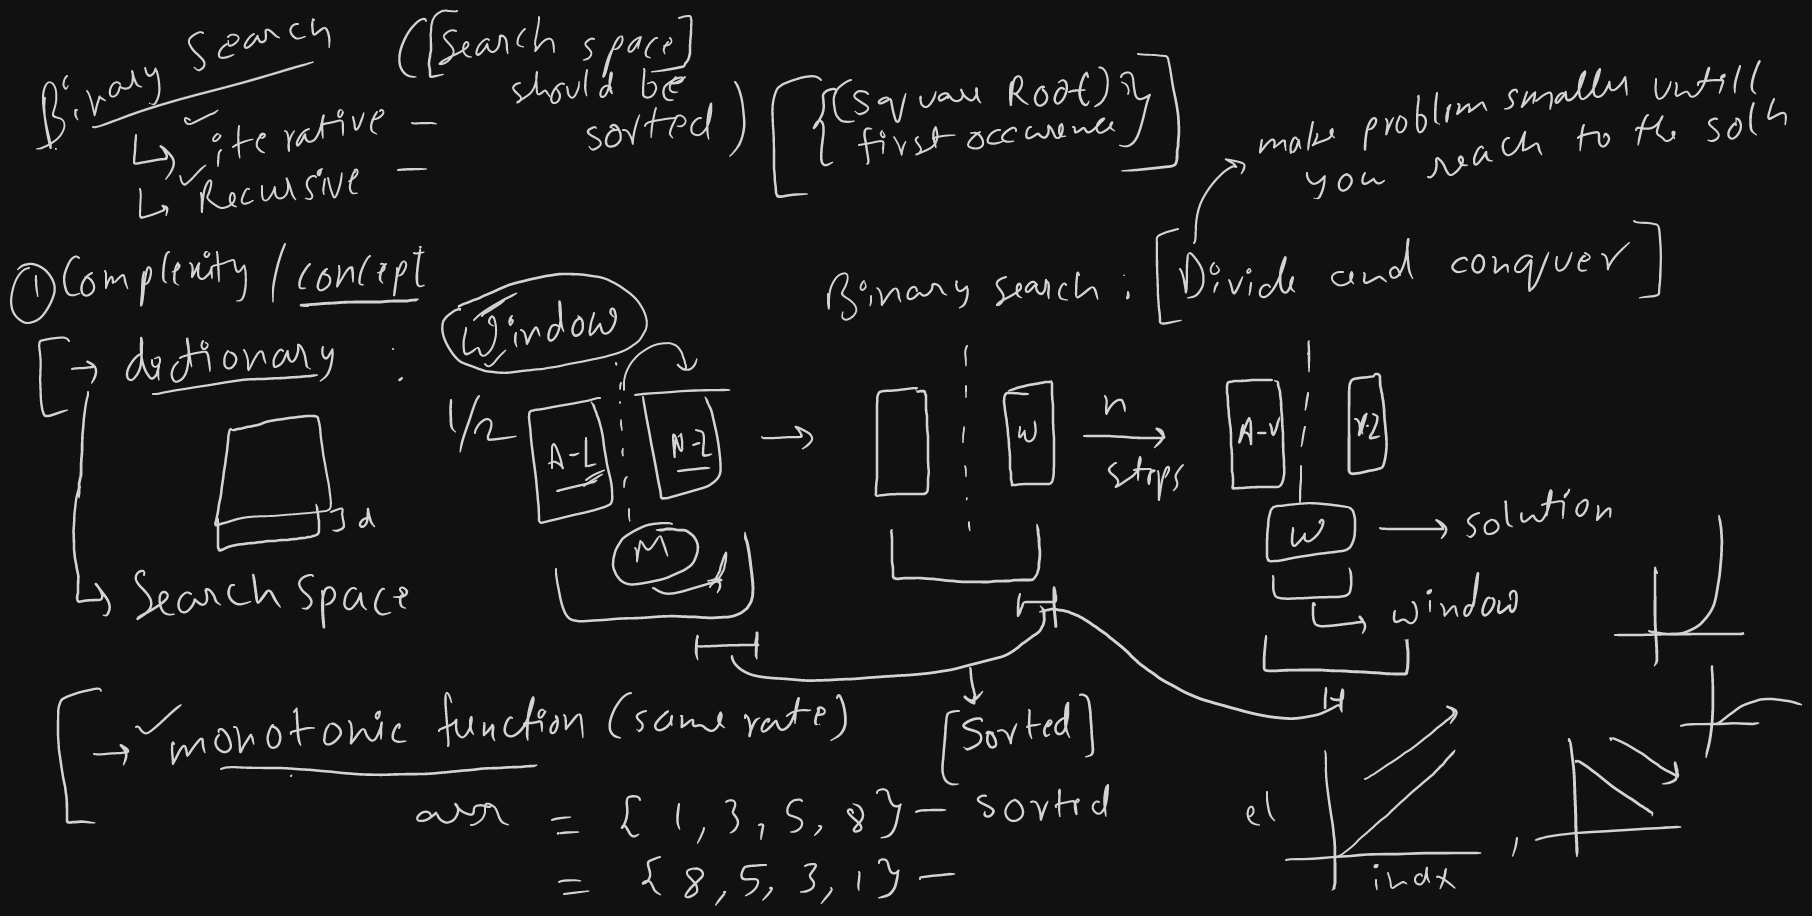 Binary Search ([Search space]
should be
sorted)
↳ ✓ iterative –
↳ ✓ Recursive –
[{(Square Root)}
first occurence}]
make problem smaller untill
you reach to the soln
① Complexity / concept
Binary search : [Divide and conquer]
[→ dictionary :
Window
1/2
A-L
N-Z
M
→
W
n
steps
A-V
X-Z
W → solution
↳ window
d
↳ Search Space
[→ ✓ monotonic function (same rate)
[Sorted]
arr = { 1, 3, 5, 8} – sorted
= { 8, 5, 3, 1} –
el
indx
,